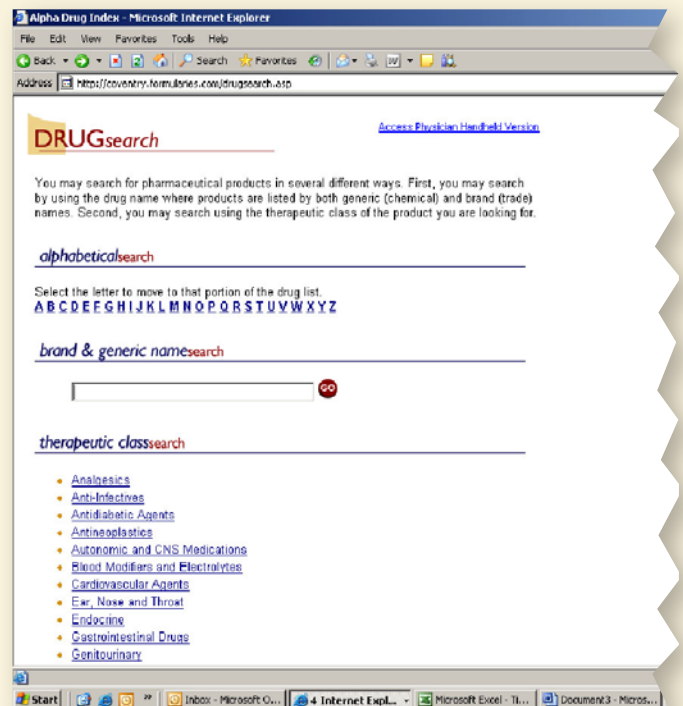 Alpha Drug Index - Microsoft Internet Explorer
File Edit View Favorites Tools Help
Back Search Favorites
Address http://coventry.formularies.com/drugsearch.asp
DRUGsearch
Access Physician Handheld Version
You may search for pharmaceutical products in several different ways. First, you may search
by using the drug name where products are listed by both generic (chemical) and brand (trade)
names. Second, you may search using the therapeutic class of the product you are looking for.
alphabeticalsearch
Select the letter to move to that portion of the drug list.
A B C D E F G H I J K L M N O P Q R S T U V W X Y Z
brand & generic namesearch
GO
therapeutic classsearch
Analgesics
Anti-Infectives
Antidiabetic Agents
Antineoplastics
Autonomic and CNS Medications
Blood Modifiers and Electrolytes
Cardiovascular Agents
Ear, Nose and Throat
Endocrine
Gastrointestinal Drugs
Genitourinary
Start » Inbox - Microsoft O... 4 Internet Expl... Microsoft Excel - Ti... Document3 - Micros...